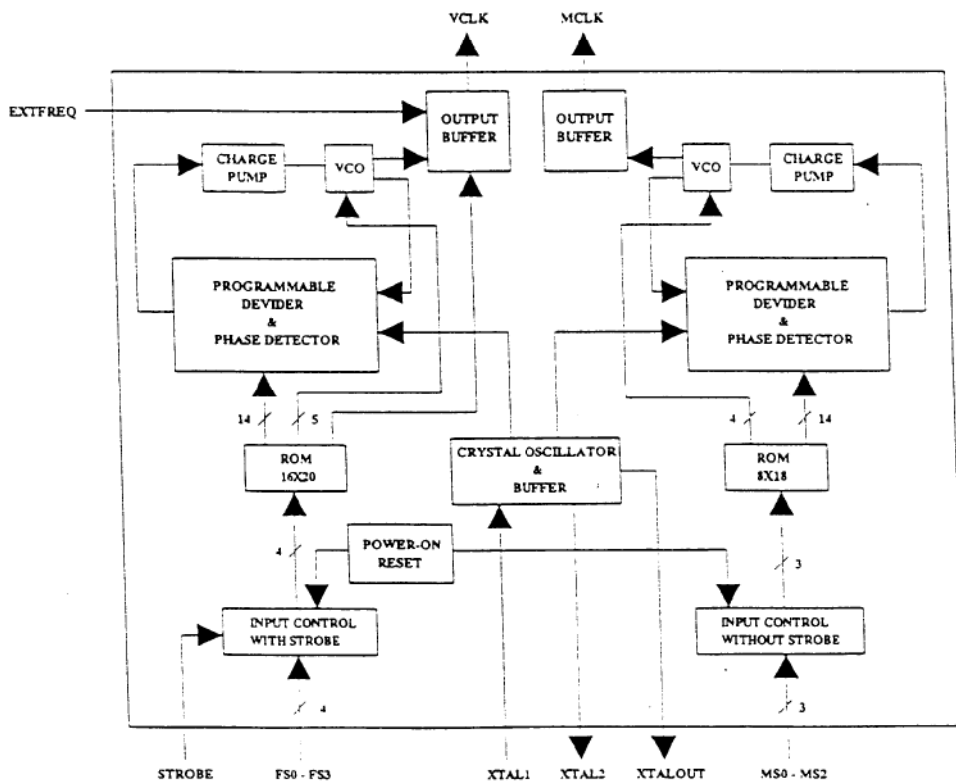 VCLK MCLK
EXTFREQ
OUTPUT
BUFFER
OUTPUT
BUFFER
CHARGE
PUMP
VCO
VCO
CHARGE
PUMP
PROGRAMMABLE
DEVIDER
&
PHASE DETECTOR
PROGRAMMABLE
DEVIDER
&
PHASE DETECTOR
14 5
4 14
ROM
16X20
CRYSTAL OSCILLATOR
&
BUFFER
ROM
8X18
4
POWER-ON
RESET
3
INPUT CONTROL
WITH STROBE
INPUT CONTROL
WITHOUT STROBE
4
3
STROBE FS0 - FS3 XTAL1 XTAL2 XTALOUT MS0 - MS2